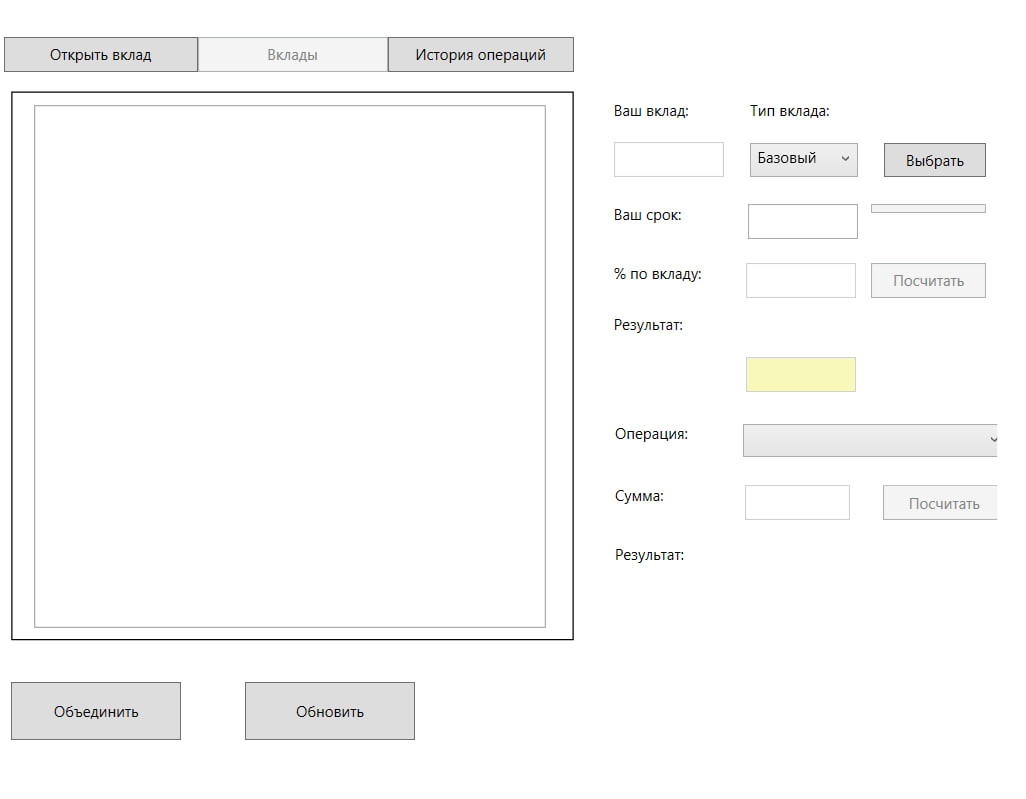 Открыть вклад Вклады История операций
Ваш вклад: Тип вклада:
Базовый Выбрать
Ваш срок:
% по вкладу: Посчитать
Результат:
Операция:
Сумма: Посчитать
Результат:
Объединить Обновить